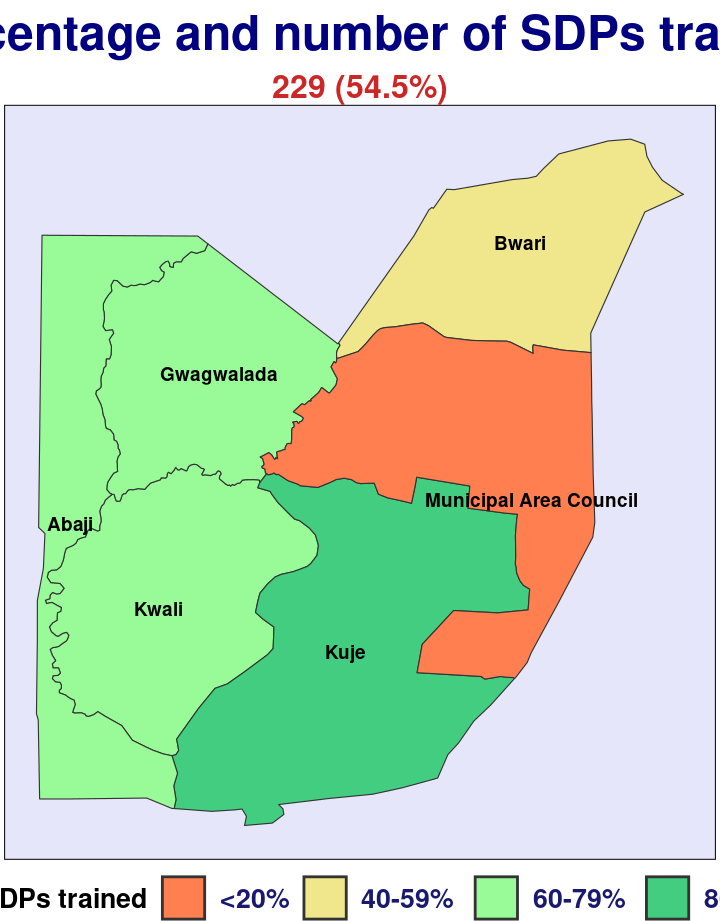 centage and number of SDPs tra
229 (54.5%)
Bwari
Gwagwalada
Municipal Area Council
Abaji
Kwali
Kuje
DPs trained <20% 40-59% 60-79% 8